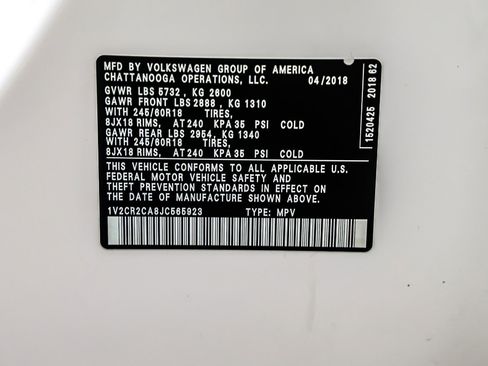 MFD BY VOLKSWAGEN GROUP OF AMERICA
CHATTANOOGA OPERATIONS, LLC. 04/2018
GVWR LBS 5732 , KG 2600
GAWR FRONT LBS 2888 , KG 1310
WITH 245/60R18 TIRES,
8JX18 RIMS, AT 240 KPA 35 PSI COLD
GAWR REAR LBS 2954, KG 1340
WITH 245/60R18 TIRES,
8JX18 RIMS, AT 240 KPA 35 PSI COLD
THIS VEHICLE CONFORMS TO ALL APPLICABLE U.S.
FEDERAL MOTOR VEHICLE SAFETY AND
THEFT PREVENTION STANDARDS IN EFFECT ON
THE DATE OF MANUFACTURE SHOWN ABOVE.
1V2CR2CA8JC565923 TYPE: MPV
1520425 2018 62